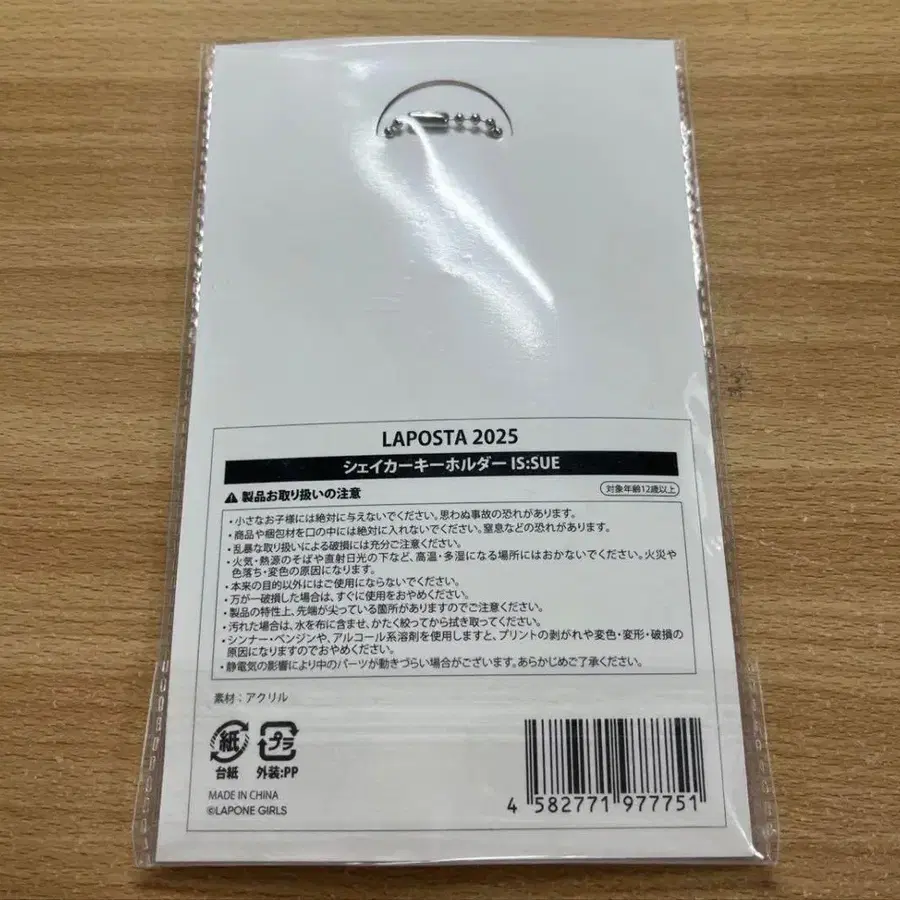 LAPOSTA 2025
シェイカーキーホルダー IS:SUE
製品お取り扱いの注意
対象年齢12歳以上
・小さなお子様には絶対に与えないでください。思わぬ事故の恐れがあります。
・商品や梱包材を口の中には絶対に入れないでください。窒息などの恐れがあります。
・乱暴な取り扱いによる破損には充分ご注意ください。
・火気・熱源のそばや直射日光の下など、高温・多湿になる場所にはおかないでください。火災や
色落ち・変色の原因になります。
・本来の目的以外にはご使用にならないでください。
・万が一破損した場合は、すぐに使用をおやめください。
・製品の特性上、先端が尖っている箇所がありますのでご注意ください。
・汚れた場合は、水を布に含ませ、かたく絞ってから拭き取ってください。
・シンナー・ベンジンや、アルコール系溶剤を使用しますと、プリントの剥がれや変色・変形・破損の
原因になりますのでおやめください。
・静電気の影響により中のパーツが動きづらい場合がございます。あらかじめご了承ください。
素材：アクリル
紙
プラ
台紙
外装:PP
MADE IN CHINA
©LAPONE GIRLS
4 582771 977751